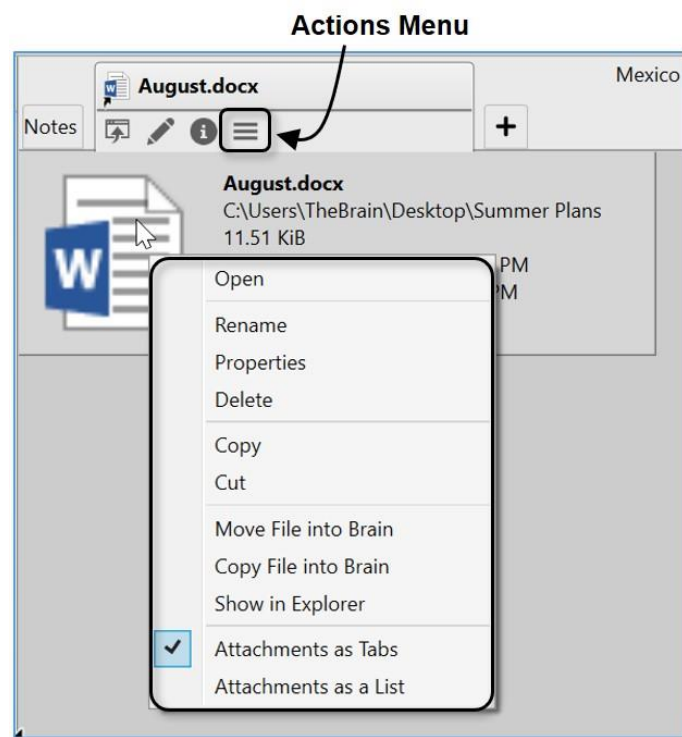 Actions Menu
August.docx
Mexico
Notes
August.docx
C:\Users\TheBrain\Desktop\Summer Plans
11.51 KiB
PM
PM
W
Open
Rename
Properties
Delete
Copy
Cut
Move File into Brain
Copy File into Brain
Show in Explorer
Attachments as Tabs
Attachments as a List